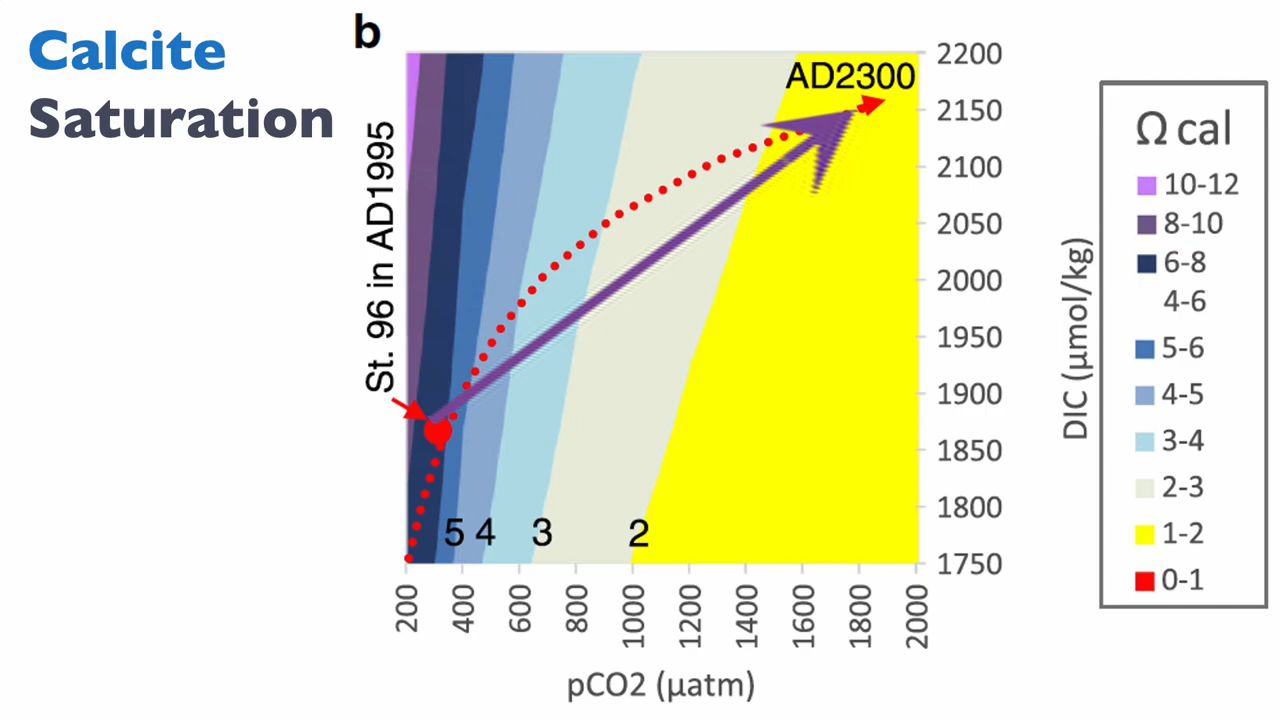 Calcite
Saturation
b
AD2300
St. 96 in AD1995
5 4 3 2
2200
2150
2100
2050
2000
1950
1900
1850
1800
1750
DIC (µmol/kg)
200 400 600 800 1000 1200 1400 1600 1800 2000
pCO2 (µatm)
Ω cal
10-12
8-10
6-8
4-6
5-6
4-5
3-4
2-3
1-2
0-1